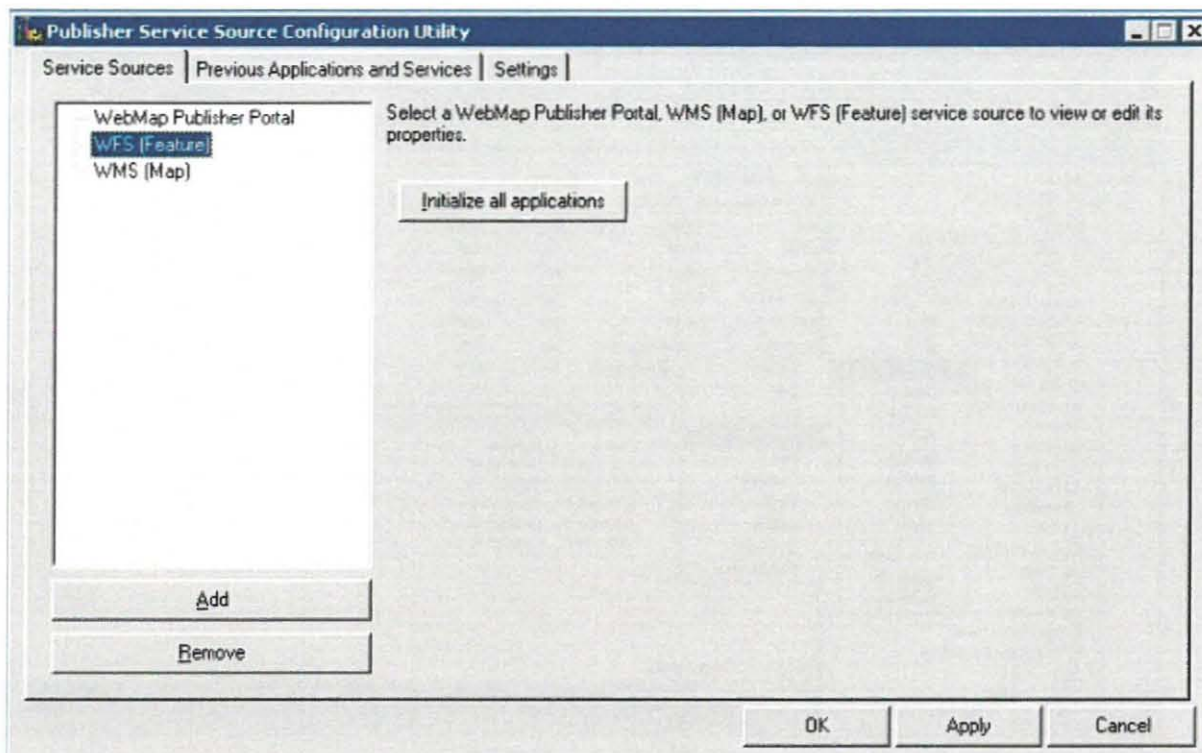 Publisher Service Source Configuration Utility
Service Sources
Previous Applications and Services
Settings
WebMap Publisher Portal
WFS (Feature)
WMS (Map)
Select a WebMap Publisher Portal, WMS (Map), or WFS (Feature) service source to view or edit its
properties.
Initialize all applications
Add
Remove
OK
Apply
Cancel